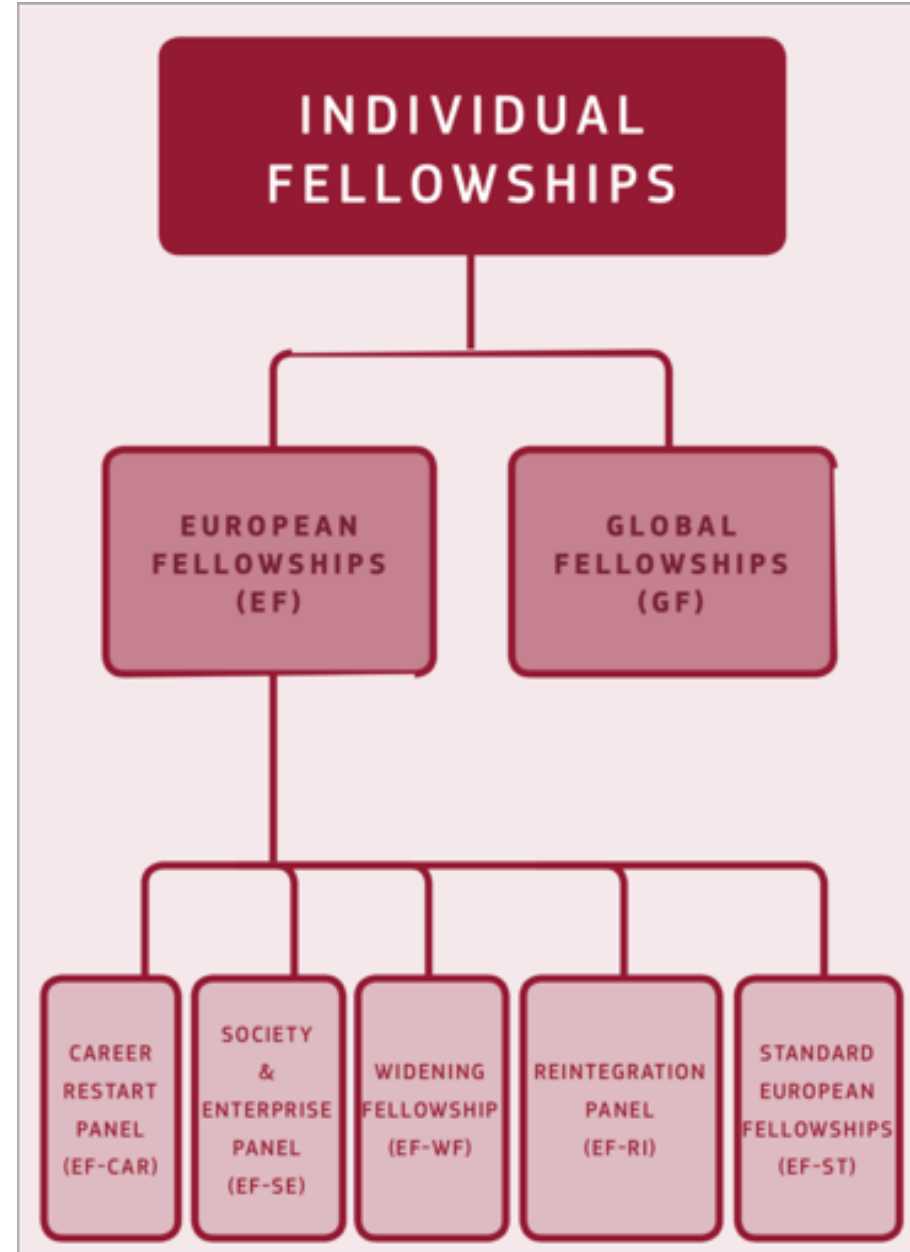 INDIVIDUAL
FELLOWSHIPS
EUROPEAN
FELLOWSHIPS
(EF)
GLOBAL
FELLOWSHIPS
(GF)
CAREER
RESTART
PANEL
(EF-CAR)
SOCIETY
&
ENTERPRISE
PANEL
(EF-SE)
WIDENING
FELLOWSHIP
(EF-WF)
REINTEGRATION
PANEL
(EF-RI)
STANDARD
EUROPEAN
FELLOWSHIPS
(EF-ST)